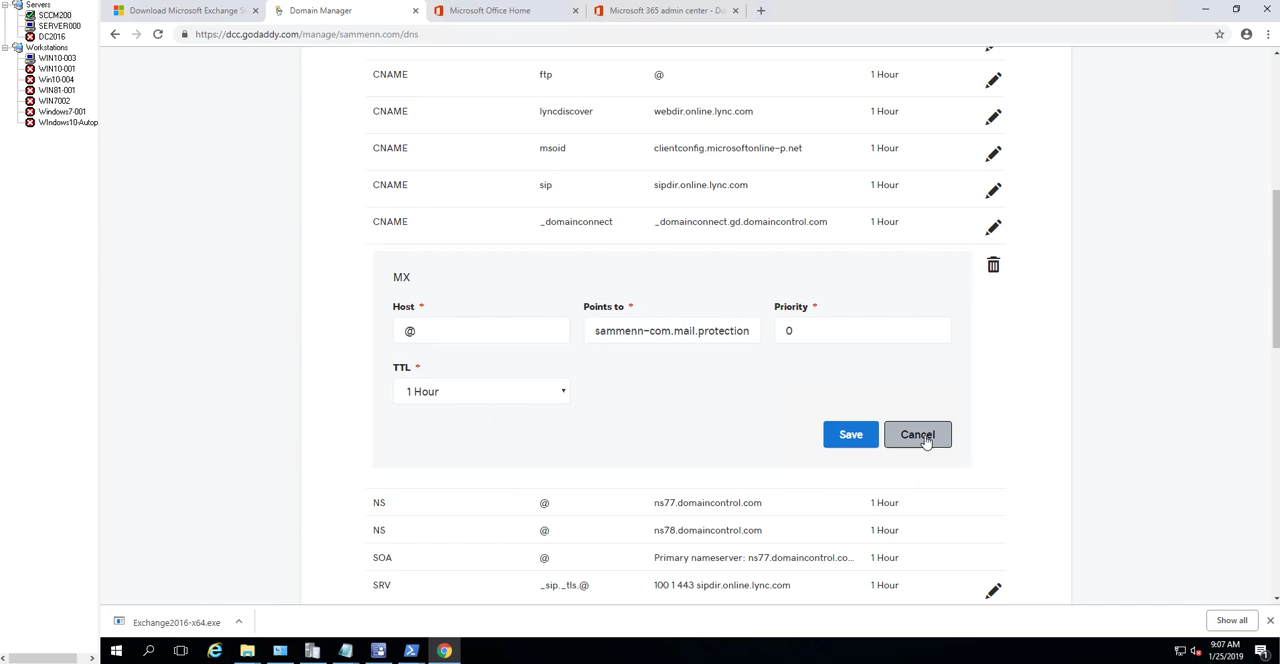 Servers
SCCM200
SERVER000
DC2016
Workstations
WIN10-003
WIN10-001
Win10-004
WIN81-001
WIN7002
Windows7-001
Windows10-Autop
Download Microsoft Exchange S
Domain Manager
Microsoft Office Home
Microsoft 365 admin center - Do
https://dcc.godaddy.com/manage/sammenn.com/dns
CNAME ftp @ 1 Hour
CNAME lyncdiscover webdir.online.lync.com 1 Hour
CNAME msoid clientconfig.microsoftonline-p.net 1 Hour
CNAME sip sipdir.online.lync.com 1 Hour
CNAME _domainconnect _domainconnect.gd.domaincontrol.com 1 Hour
MX
Host * Points to * Priority *
@ sammenn-com.mail.protection 0
TTL *
1 Hour
Save Cancel
NS @ ns77.domaincontrol.com 1 Hour
NS @ ns78.domaincontrol.com 1 Hour
SOA @ Primary nameserver: ns77.domaincontrol.co... 1 Hour
SRV _sip._tls.@ 100 1 443 sipdir.online.lync.com 1 Hour
Exchange2016-x64.exe
Show all
9:07 AM
1/25/2019